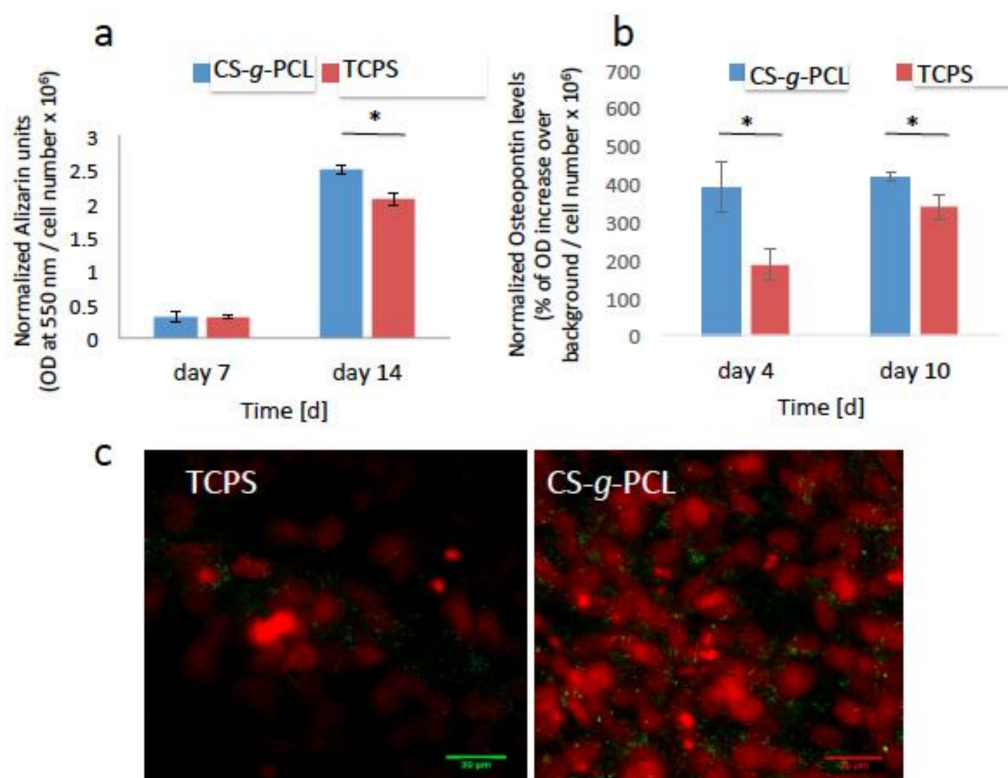 a
CS-g-PCL TCPS
*
Normalized Alizarin units
(OD at 550 nm / cell number x 10⁶)
3
2.5
2
1.5
1
0.5
0
day 7 day 14
Time [d]
b
CS-g-PCL TCPS
* *
Normalized Osteopontin levels
(% of OD increase over
background / cell number x 10⁶)
700
600
500
400
300
200
100
0
day 4 day 10
Time [d]
c
TCPS
CS-g-PCL